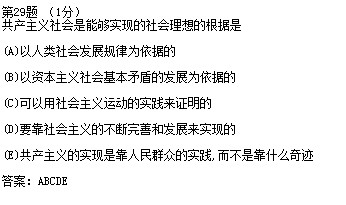 第29题 （1分）
共产主义社会是能够实现的社会理想的根据是
(A)以人类社会发展规律为依据的
(B)以资本主义社会基本矛盾的发展为依据的
(C)可以用社会主义运动的实践来证明的
(D)要靠社会主义的不断完善和发展来实现的
(E)共产主义的实现是靠人民群众的实践,而不是靠什么奇迹
答案：ABCDE